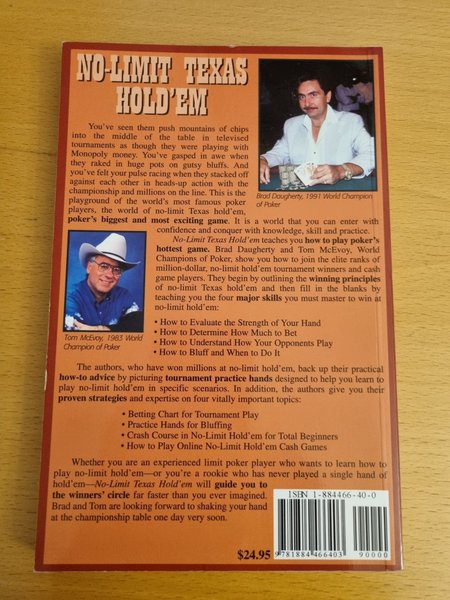 NO-LIMIT TEXAS
HOLD'EM
You've seen them push mountains of chips
into the middle of the table in televised
tournaments as though they were playing with
Monopoly money. You've gasped in awe when
they raked in huge pots on gutsy bluffs. And
you've felt your pulse racing when they stacked off
against each other in heads-up action with the
championship and millions on the line. This is the
playground of the world's most famous poker
players, the world of no-limit Texas hold'em,
poker's biggest and most exciting game. It is a world that you can enter with
confidence and conquer with knowledge, skill and practice.
Brad Daugherty, 1991 World Champion
of Poker
No-Limit Texas Hold'em teaches you how to play poker's
hottest game. Brad Daugherty and Tom McEvoy, World
Champions of Poker, show you how to join the elite ranks of
million-dollar, no-limit hold'em tournament winners and cash
game players. They begin by outlining the winning principles
of no-limit Texas hold'em and then fill in the blanks by
teaching you the four major skills you must master to win at
no-limit hold'em:
Tom McEvoy, 1983 World
Champion of Poker
• How to Evaluate the Strength of Your Hand
• How to Determine How Much to Bet
• How to Understand How Your Opponents Play
• How to Bluff and When to Do It
The authors, who have won millions at no-limit hold'em, back up their practical
how-to advice by picturing tournament practice hands designed to help you learn to
play no-limit hold'em in specific scenarios. In addition, the authors give you their
proven strategies and expertise on four vitally important topics:
• Betting Chart for Tournament Play
• Practice Hands for Bluffing
• Crash Course in No-Limit Hold'em for Total Beginners
• How to Play Online No-Limit Hold'em Cash Games
Whether you are an experienced limit poker player who wants to learn how to
play no-limit hold'em—or you're a rookie who has never played a single hand of
hold'em—No-Limit Texas Hold'em will guide you to
the winners' circle far faster than you ever imagined.
Brad and Tom are looking forward to shaking your hand
at the championship table one day very soon.
$24.95
ISBN 1-884466-40-0
9781884466403
90000